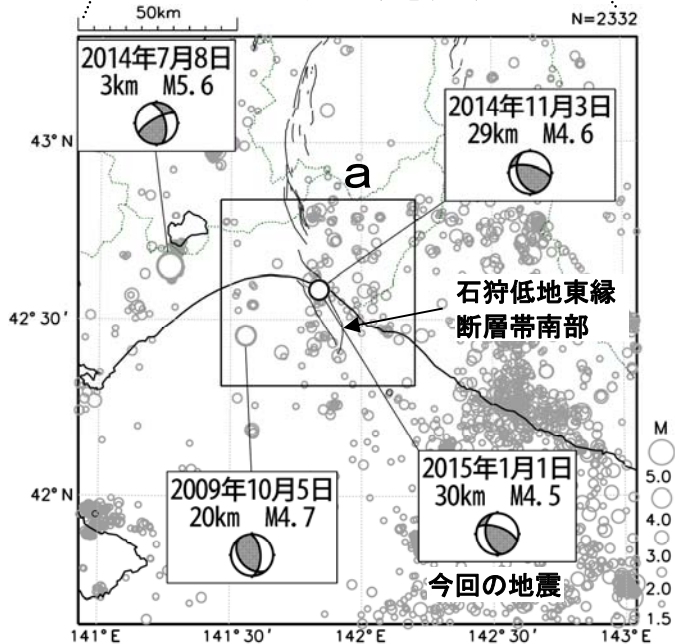 50km
N=2332
2014年7月8日
3km M5.6
2014年11月3日
29km M4.6
43°N
a
石狩低地東縁
断層帯南部
42°30′
M
5.0
4.0
3.0
2.0
1.5
2009年10月5日
20km M4.7
2015年1月1日
30km M4.5
今回の地震
42°N
141°E 141°30′ 142°E 142°30′ 143°E